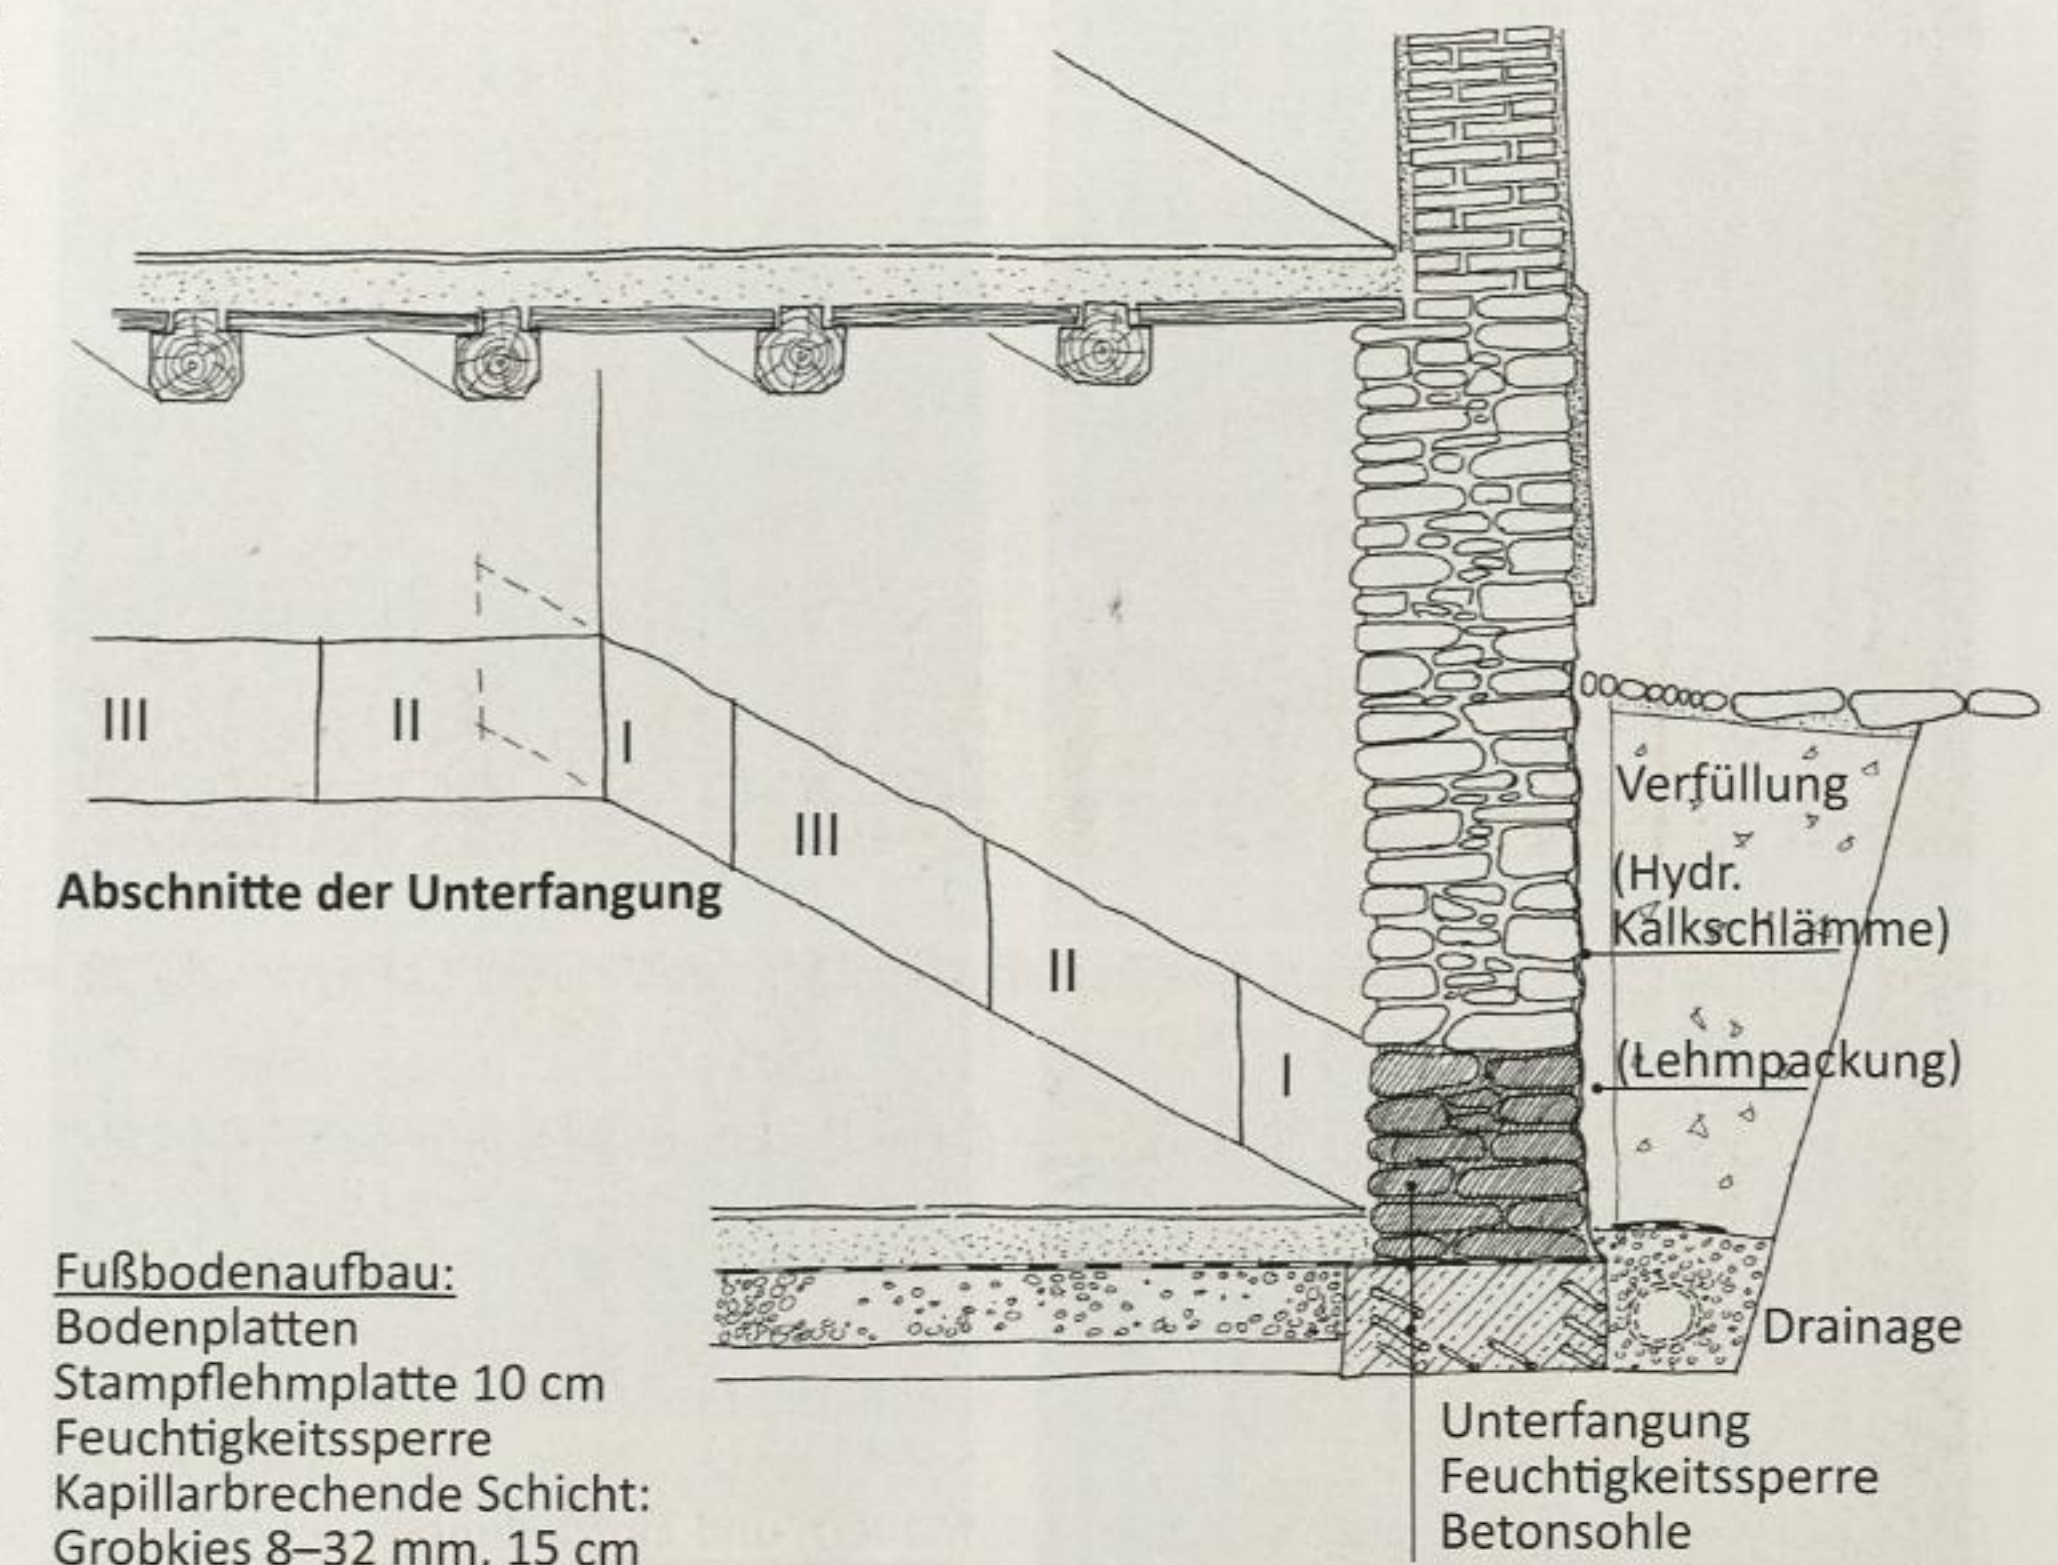 III
II
I
III
II
I
Abschnitte der Unterfangung
Verfüllung
(Hydr.
Kalkschlämme)
(Lehmpackung)
Drainage
Fußbodenaufbau:
Bodenplatten
Stampflehmplatte 10 cm
Feuchtigkeitssperre
Kapillarbrechende Schicht:
Grobkies 8–32 mm, 15 cm
Unterfangung
Feuchtigkeitssperre
Betonsohle